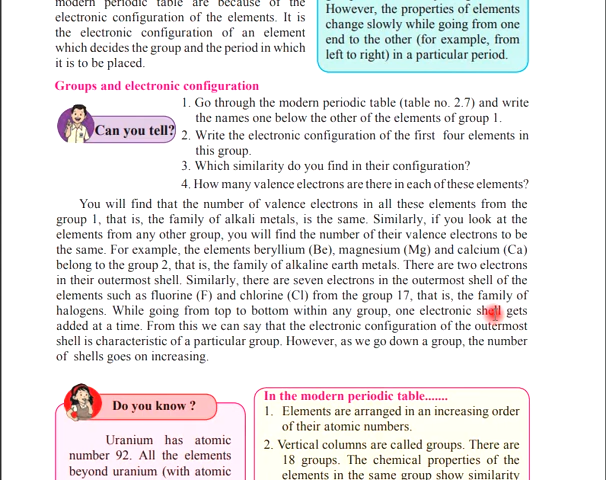 modern periodic table are because of the
electronic configuration of the elements. It is
the electronic configuration of an element
which decides the group and the period in which
it is to be placed.
However, the properties of elements
change slowly while going from one
end to the other (for example, from
left to right) in a particular period.
Groups and electronic configuration
Can you tell?
1. Go through the modern periodic table (table no. 2.7) and write
the names one below the other of the elements of group 1.
2. Write the electronic configuration of the first four elements in
this group.
3. Which similarity do you find in their configuration?
4. How many valence electrons are there in each of these elements?
You will find that the number of valence electrons in all these elements from the
group 1, that is, the family of alkali metals, is the same. Similarly, if you look at the
elements from any other group, you will find the number of their valence electrons to be
the same. For example, the elements beryllium (Be), magnesium (Mg) and calcium (Ca)
belong to the group 2, that is, the family of alkaline earth metals. There are two electrons
in their outermost shell. Similarly, there are seven electrons in the outermost shell of the
elements such as fluorine (F) and chlorine (Cl) from the group 17, that is, the family of
halogens. While going from top to bottom within any group, one electronic shell gets
added at a time. From this we can say that the electronic configuration of the outermost
shell is characteristic of a particular group. However, as we go down a group, the number
of shells goes on increasing.
Do you know ?
Uranium has atomic
number 92. All the elements
beyond uranium (with atomic
In the modern periodic table.......
1. Elements are arranged in an increasing order
of their atomic numbers.
2. Vertical columns are called groups. There are
18 groups. The chemical properties of the
elements in the same group show similarity